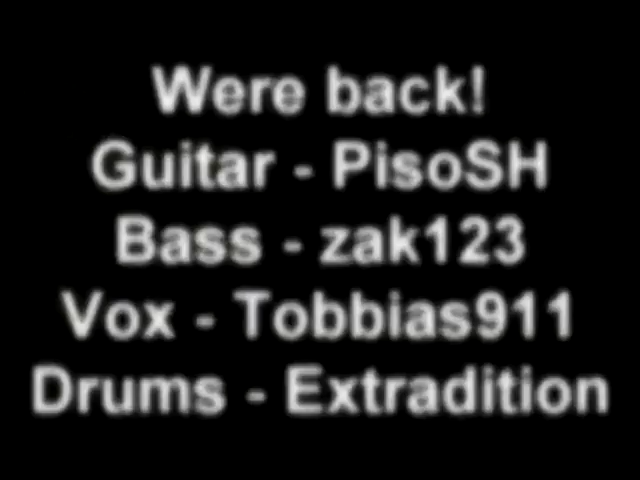 Were back!
Guitar - PisoSH
Bass - zak123
Vox - Tobbias911
Drums - Extradition